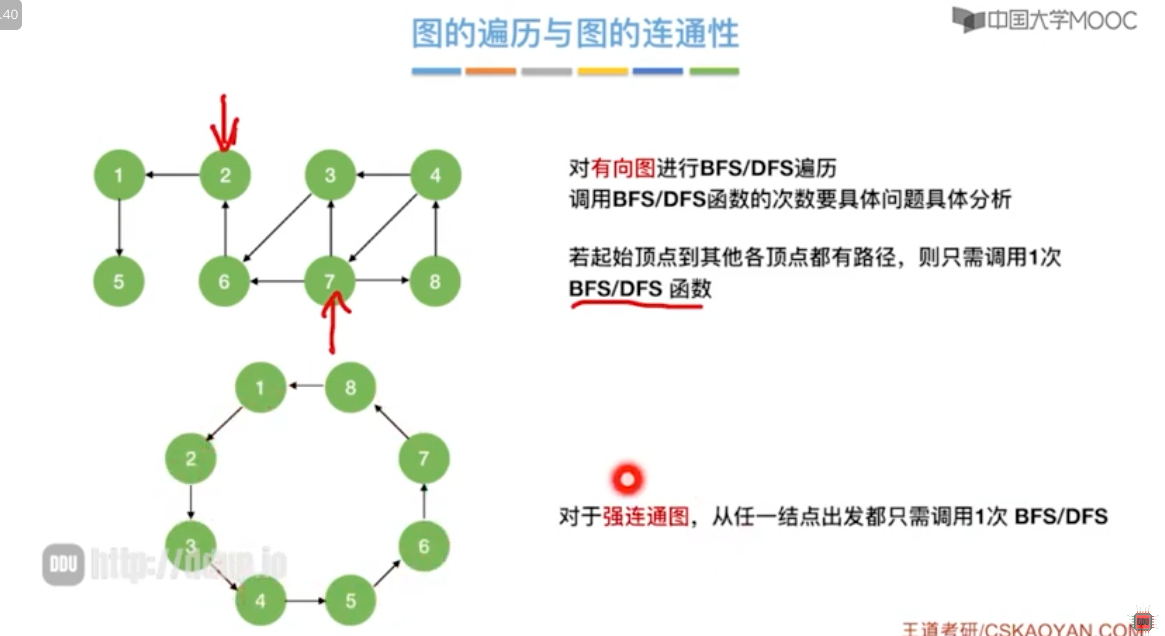 .40
中国大学MOOC
图的遍历与图的连通性
1 2 3 4
5 6 7 8
对有向图进行BFS/DFS遍历
调用BFS/DFS函数的次数要具体问题具体分析
若起始顶点到其他各顶点都有路径，则只需调用1次
BFS/DFS 函数
1 8
2 7
3 6
4 5
对于强连通图，从任一结点出发都只需调用1次 BFS/DFS
DDU http://ddup.io
王道考研/CSKAOYAN.COM